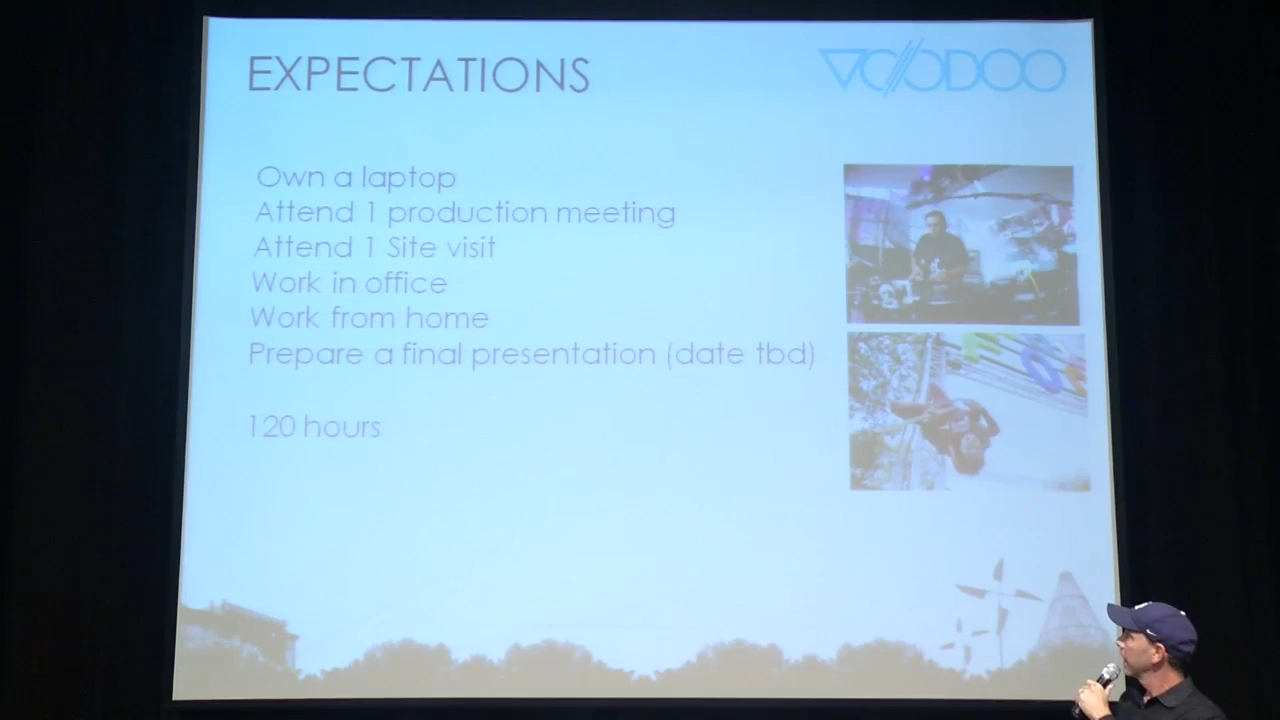 EXPECTATIONS
VOODOO
Own a laptop
Attend 1 production meeting
Attend 1 Site visit
Work in office
Work from home
Prepare a final presentation (date tbd)
120 hours